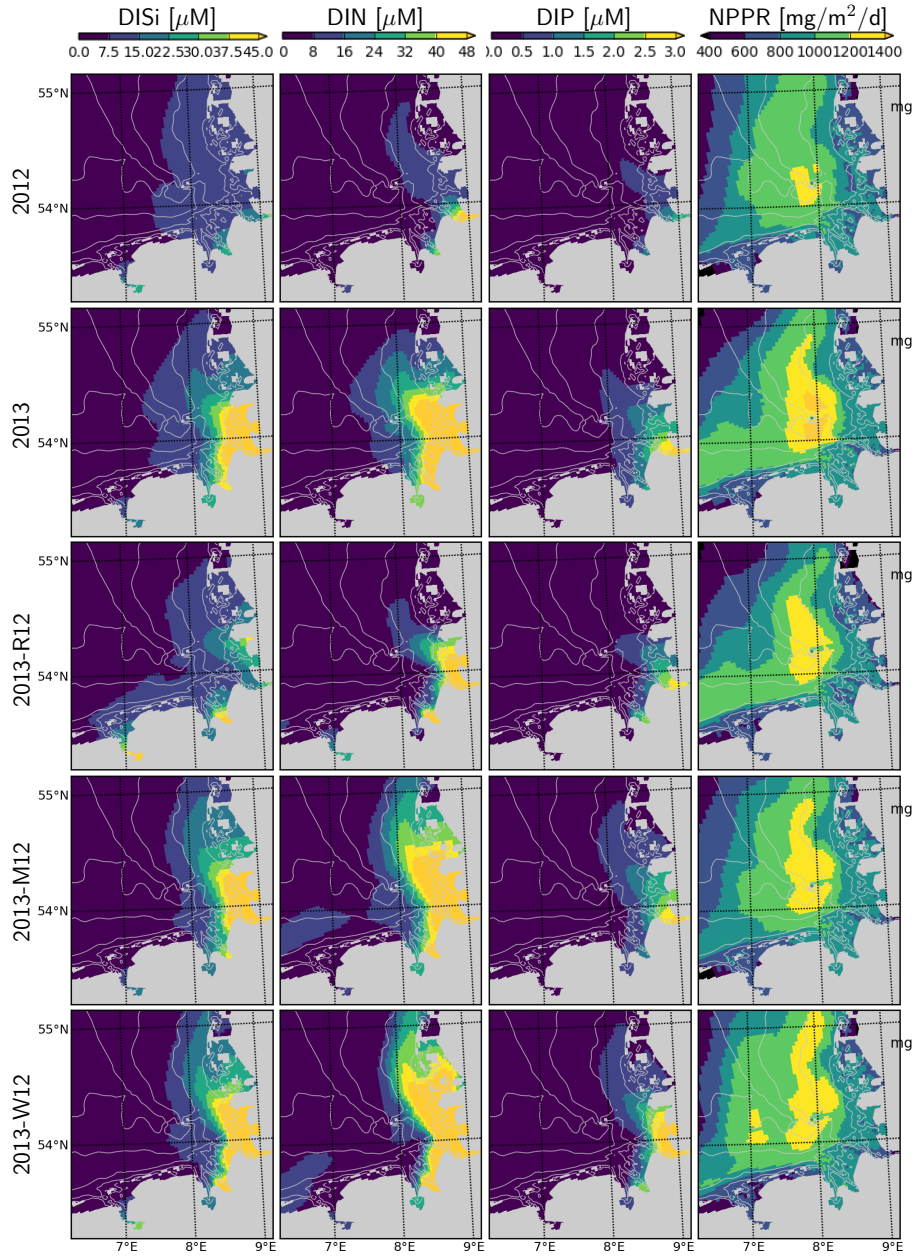 DISi [μM] DIN [μM] DIP [μM] NPPR [mg/m²/d]
0.0 7.5 15.0 22.5 30.0 37.5 45.0 0 8 16 24 32 40 48 0.0 0.5 1.0 1.5 2.0 2.5 3.0 400 600 800 1000 1200 1400
55°N mg
2012
54°N
55°N mg
2013
54°N
55°N mg
2013-R12
54°N
55°N mg
2013-M12
54°N
55°N mg
2013-W12
54°N
7°E 8°E 9°E 7°E 8°E 9°E 7°E 8°E 9°E 7°E 8°E 9°E